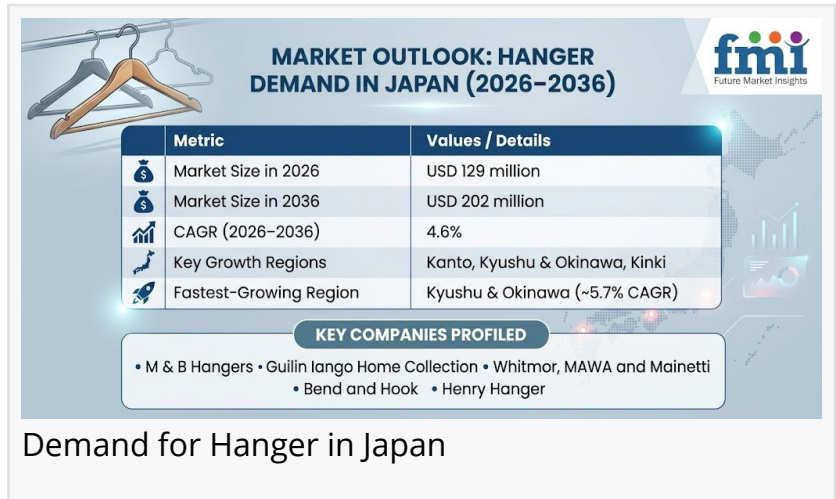 MARKET OUTLOOK: HANGER
DEMAND IN JAPAN (2026–2036)
fmi
Future Market Insights
Metric Values / Details
Market Size in 2026 USD 129 million
Market Size in 2036 USD 202 million
CAGR (2026–2036) 4.6%
Key Growth Regions Kanto, Kyushu & Okinawa, Kinki
Fastest-Growing Region Kyushu & Okinawa (~5.7% CAGR)
KEY COMPANIES PROFILED
• M & B Hangers • Guilin Iango Home Collection • Whitmor, MAWA and Mainetti
• Bend and Hook • Henry Hanger
Demand for Hanger in Japan